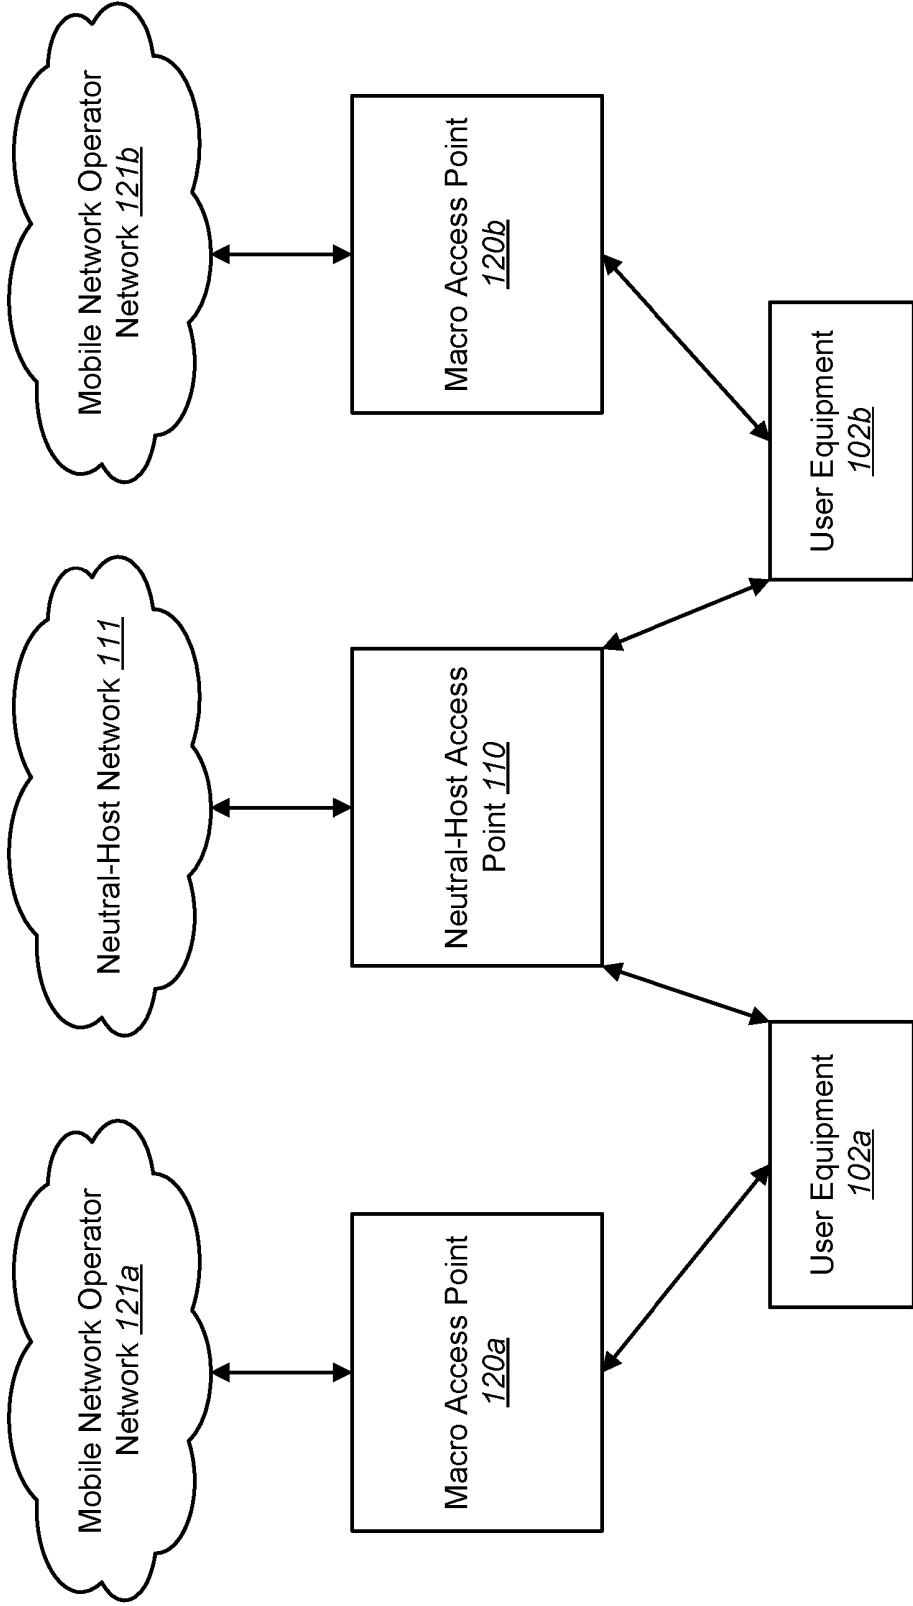 Mobile Network Operator
Network 121a
Neutral-Host Network 111
Mobile Network Operator
Network 121b
Macro Access Point
120a
Neutral-Host Access
Point 110
Macro Access Point
120b
User Equipment
102a
User Equipment
102b